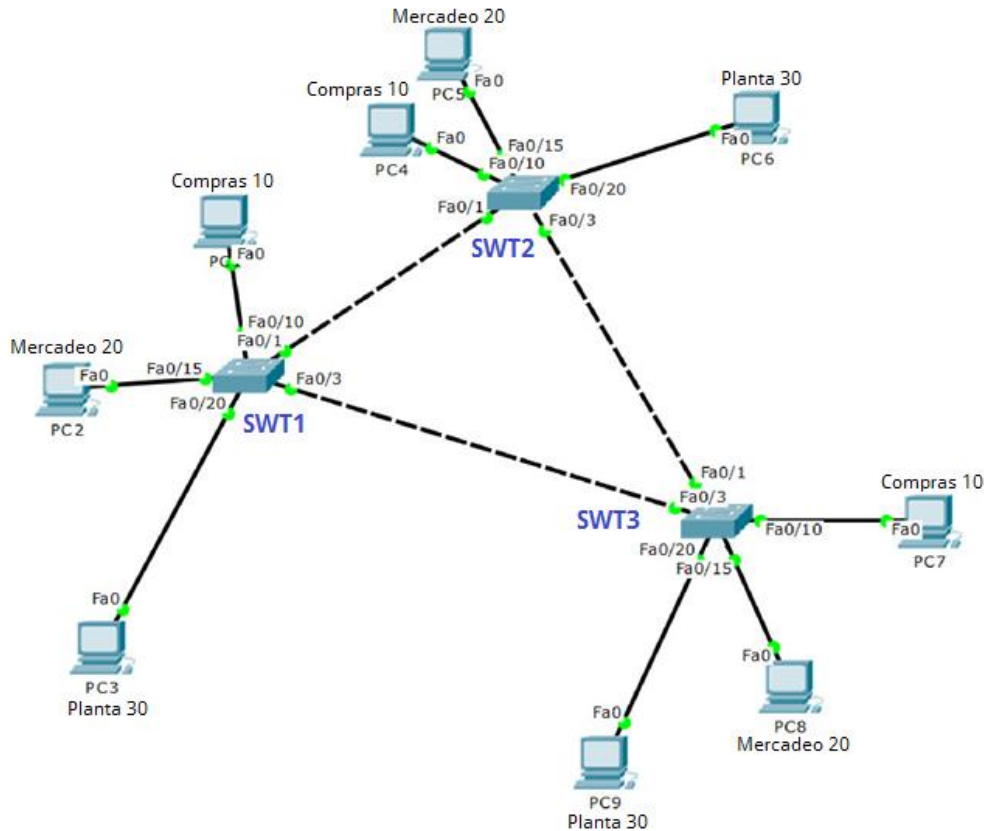 Mercadeo 20
Fa0
PC5
Compras 10
Fa0
PC4
Fa0/15
Fa0/10
Planta 30
Fa0
PC6
Fa0/20
Fa0/1
Fa0/3
SWT2
Compras 10
Fa0
Fa0/10
Fa0/1
Mercadeo 20
Fa0
PC2
Fa0/15
Fa0/20
Fa0/3
SWT1
Fa0/1
Fa0/3
SWT3
Fa0/20
Fa0/15
Fa0/10
Compras 10
Fa0
PC7
Fa0
PC3
Planta 30
Fa0
PC8
Mercadeo 20
Fa0
PC9
Planta 30